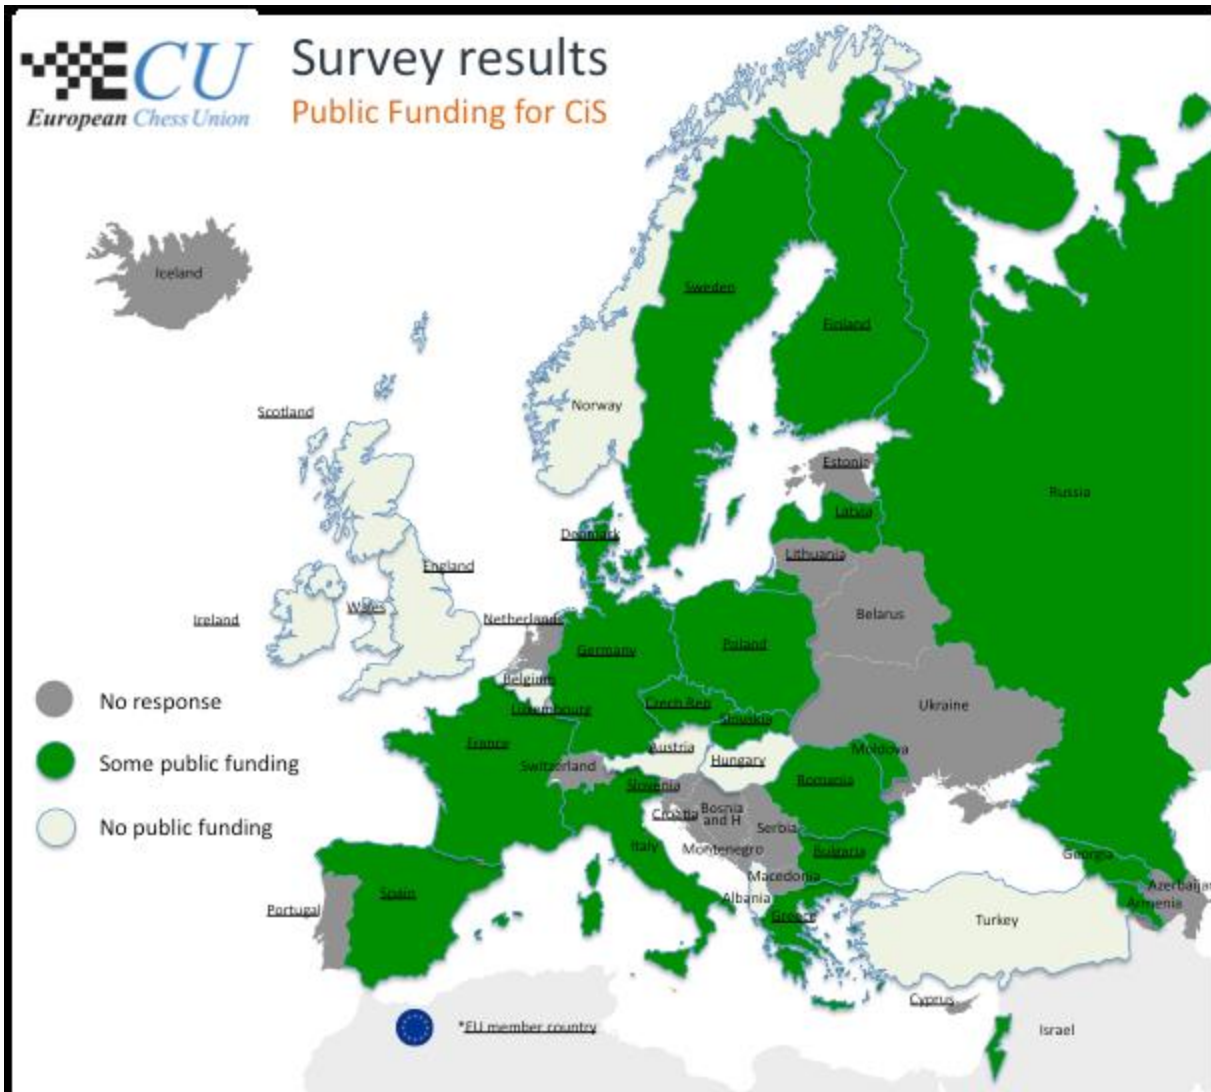 ECU
European Chess Union
Survey results
Public Funding for CiS
Iceland
Sweden
Finland
Norway
Scotland
Estonia
Russia
Latvia
Denmark
Lithuania
England
Wales
Belarus
Ireland
Netherlands
Germany
Poland
Belgium
No response
Luxembourg
Czech Rep
Ukraine
Slovakia
France
Austria
Moldova
Some public funding
Switzerland
Hungary
Romania
Slovenia
Croatia
Bosnia
and H
No public funding
Serbia
Italy
Montenegro
Bulgaria
Georgia
Macedonia
Azerbaijan
Spain
Albania
Armenia
Portugal
Greece
Turkey
Cyprus
*EU member country
Israel